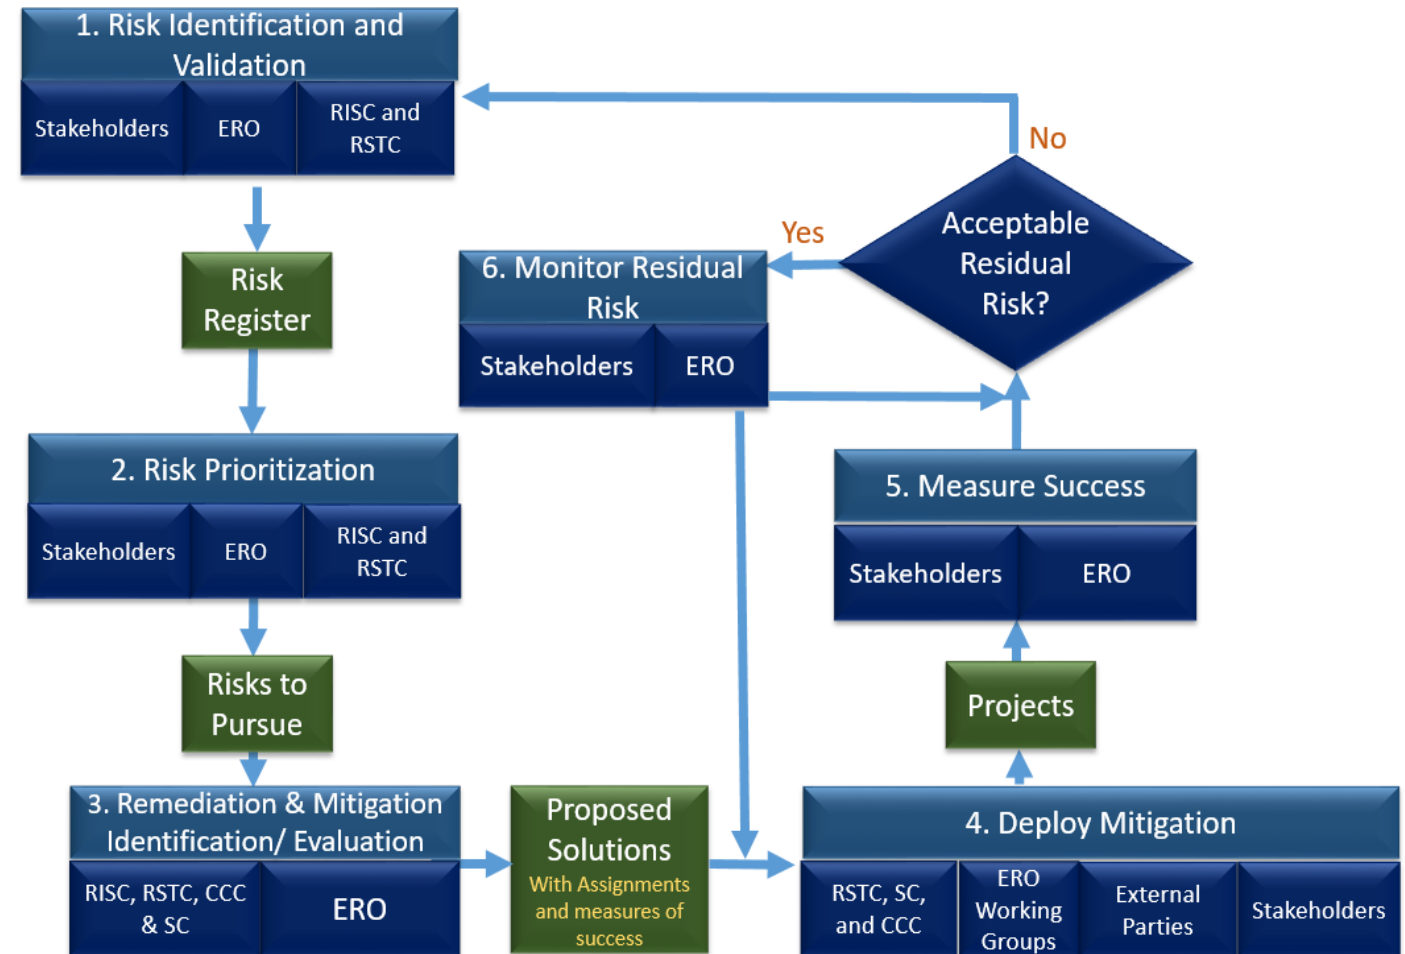 1. Risk Identification and
Validation
Stakeholders
ERO
RISC and
RSTC
Risk
Register
2. Risk Prioritization
Stakeholders
ERO
RISC and
RSTC
Risks to
Pursue
3. Remediation & Mitigation
Identification/ Evaluation
RISC, RSTC, CCC
& SC
ERO
Proposed
Solutions
With Assignments
and measures of
success
4. Deploy Mitigation
RSTC, SC,
and CCC
ERO
Working
Groups
External
Parties
Stakeholders
Projects
5. Measure Success
Stakeholders
ERO
Acceptable
Residual
Risk?
No
Yes
6. Monitor Residual
Risk
Stakeholders
ERO